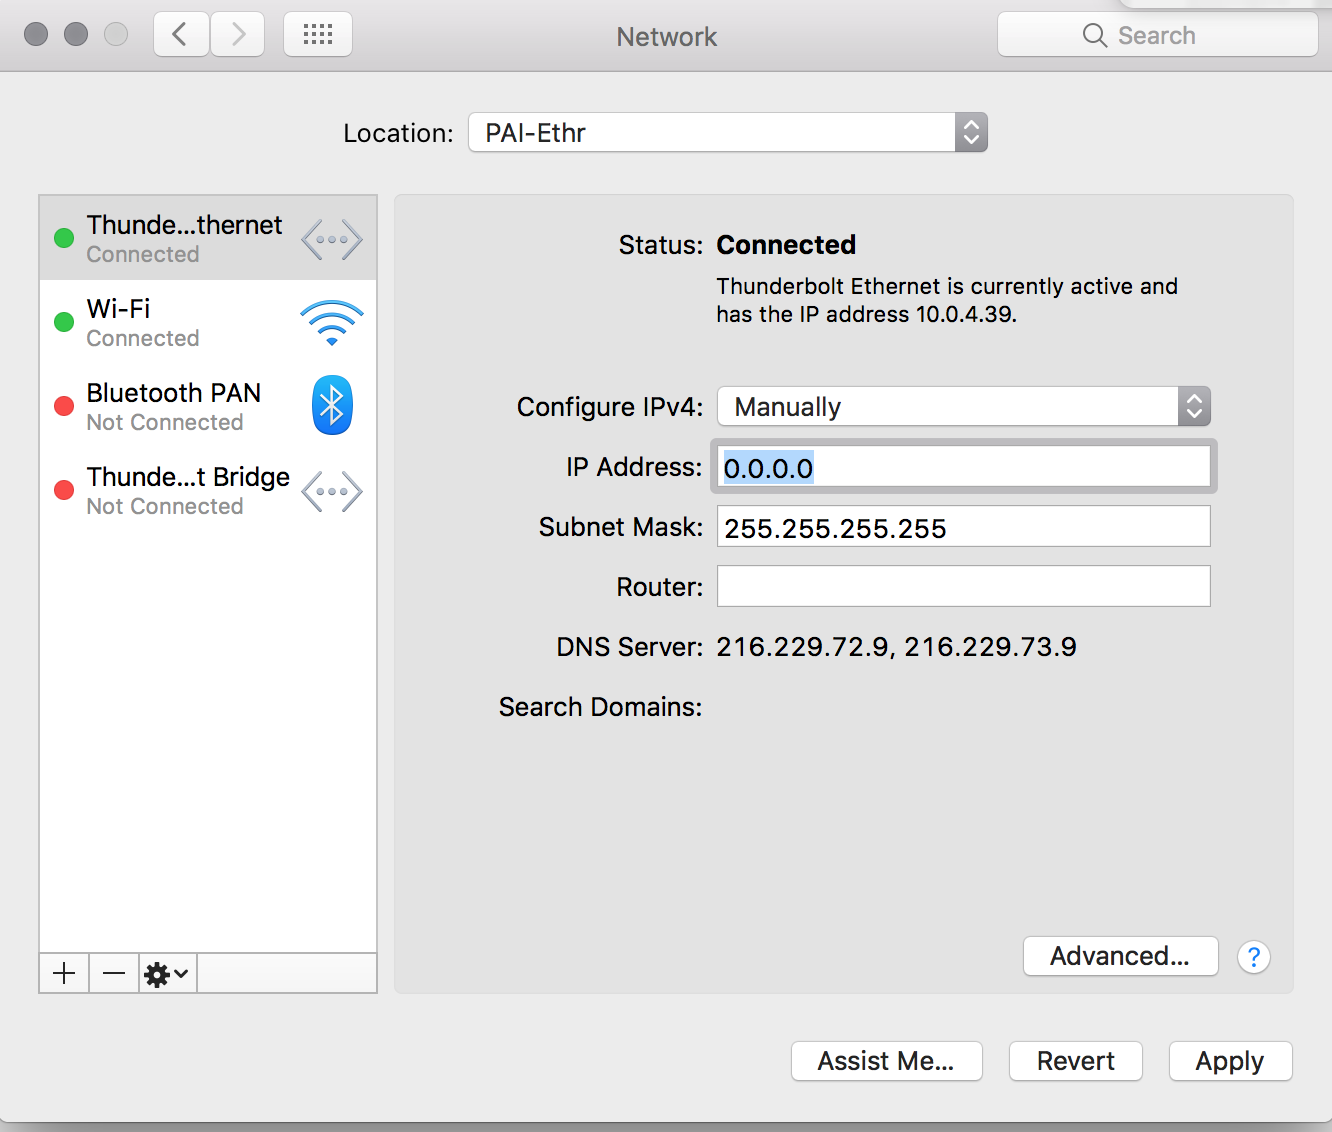 Network
Search
Location: PAI-Ethr
Thunde...thernet
Connected
Wi-Fi
Connected
Bluetooth PAN
Not Connected
Thunde...t Bridge
Not Connected
Status: Connected
Thunderbolt Ethernet is currently active and
has the IP address 10.0.4.39.
Configure IPv4: Manually
IP Address: 0.0.0.0
Subnet Mask: 255.255.255.255
Router:
DNS Server: 216.229.72.9, 216.229.73.9
Search Domains:
Advanced... ?
Assist Me... Revert Apply